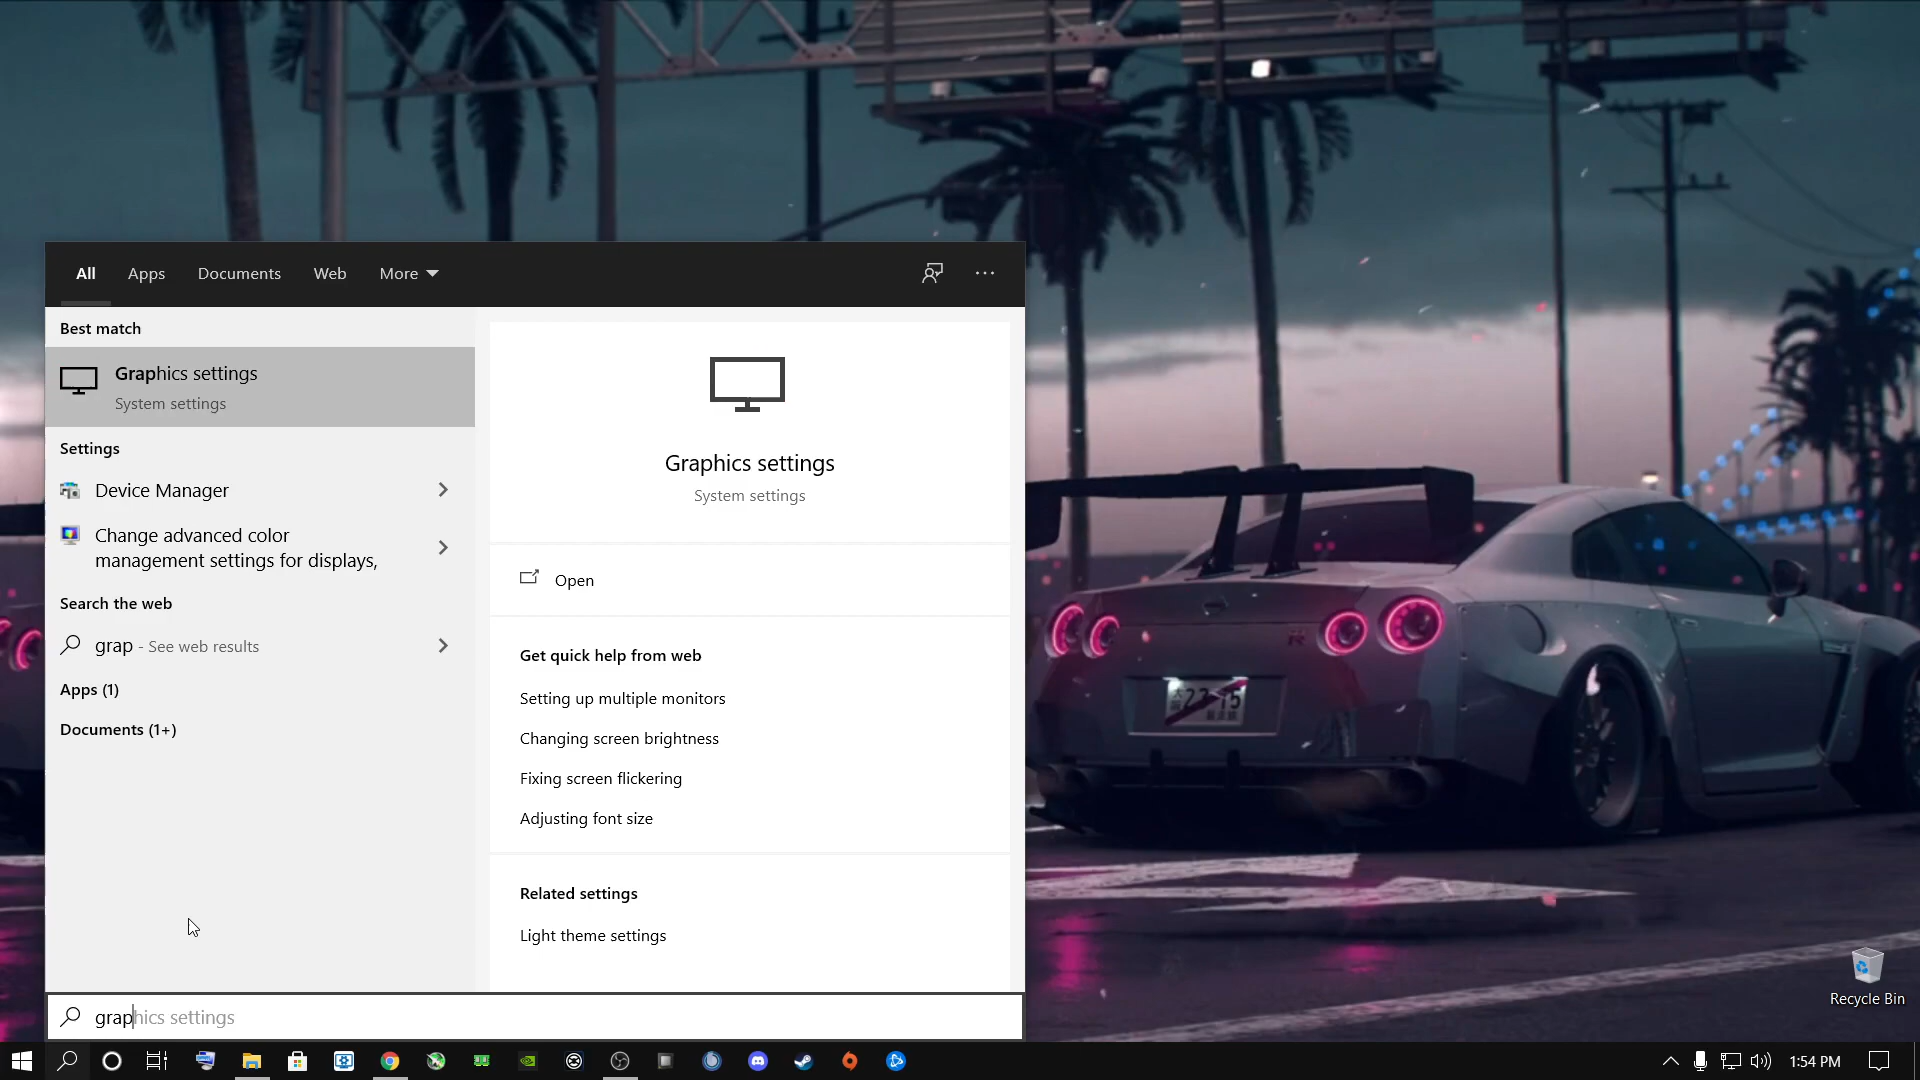 All Apps Documents Web More
Best match
Graphics settings
System settings
Settings
Device Manager
Change advanced color
management settings for displays,
Search the web
grap - See web results
Apps (1)
Documents (1+)
Graphics settings
System settings
Open
Get quick help from web
Setting up multiple monitors
Changing screen brightness
Fixing screen flickering
Adjusting font size
Related settings
Light theme settings
graphics settings
Recycle Bin
1:54 PM